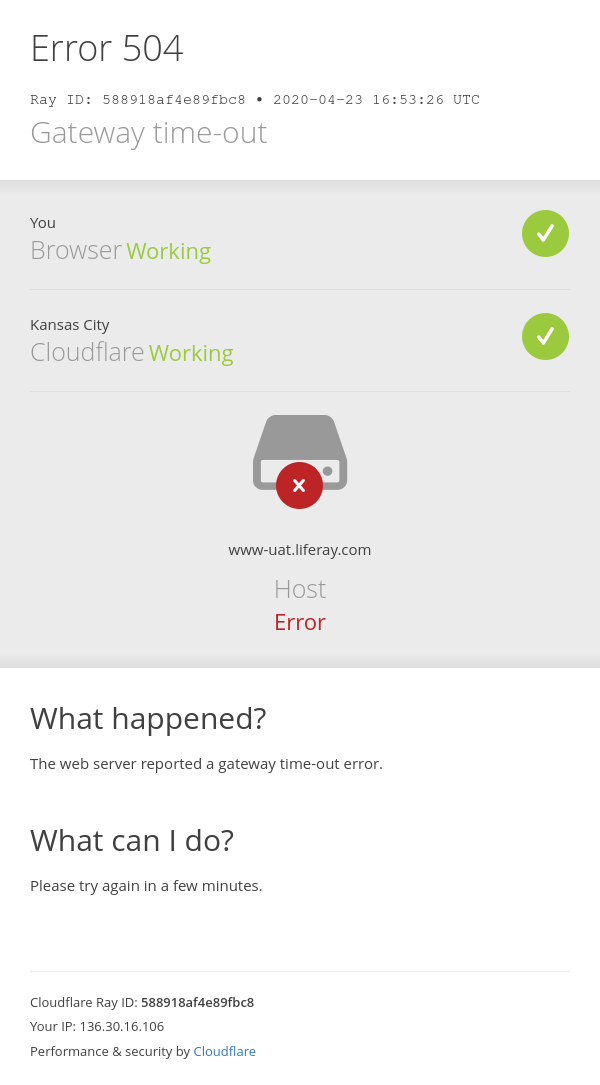 Error 504
Ray ID: 588918af4e89fbc8 • 2020-04-23 16:53:26 UTC
Gateway time-out
You
Browser Working
Kansas City
Cloudflare Working
www-uat.liferay.com
Host
Error
What happened?
The web server reported a gateway time-out error.
What can I do?
Please try again in a few minutes.
Cloudflare Ray ID: 588918af4e89fbc8
Your IP: 136.30.16.106
Performance & security by Cloudflare